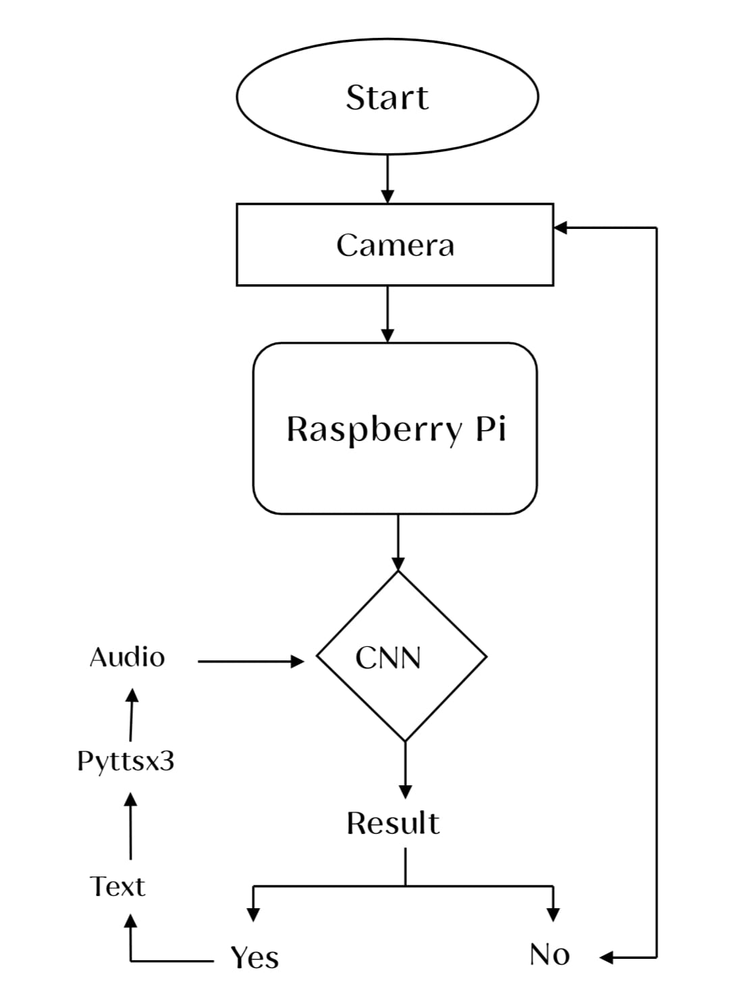 Start
Camera
Raspberry Pi
CNN
Audio
Pyttsx3
Result
Text
Yes
No